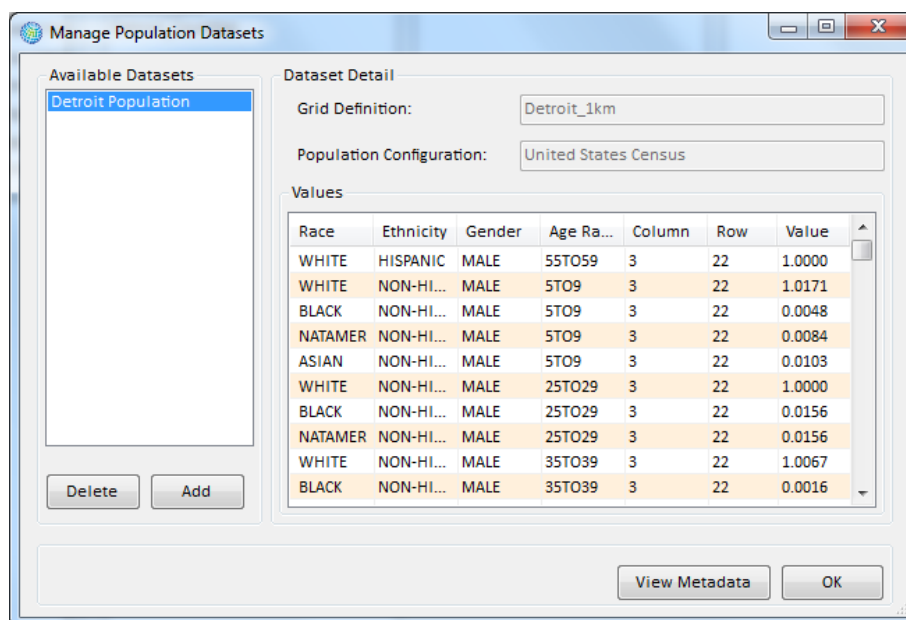 Manage Population Datasets
Available Datasets
Detroit Population
Delete Add
Dataset Detail
Grid Definition: Detroit_1km
Population Configuration: United States Census
Values
Race Ethnicity Gender Age Ra... Column Row Value
WHITE HISPANIC MALE 55TO59 3 22 1.0000
WHITE NON-HI... MALE 5TO9 3 22 1.0171
BLACK NON-HI... MALE 5TO9 3 22 0.0048
NATAMER NON-HI... MALE 5TO9 3 22 0.0084
ASIAN NON-HI... MALE 5TO9 3 22 0.0103
WHITE NON-HI... MALE 25TO29 3 22 1.0000
BLACK NON-HI... MALE 25TO29 3 22 0.0156
NATAMER NON-HI... MALE 25TO29 3 22 0.0156
WHITE NON-HI... MALE 35TO39 3 22 1.0067
BLACK NON-HI... MALE 35TO39 3 22 0.0016
View Metadata OK